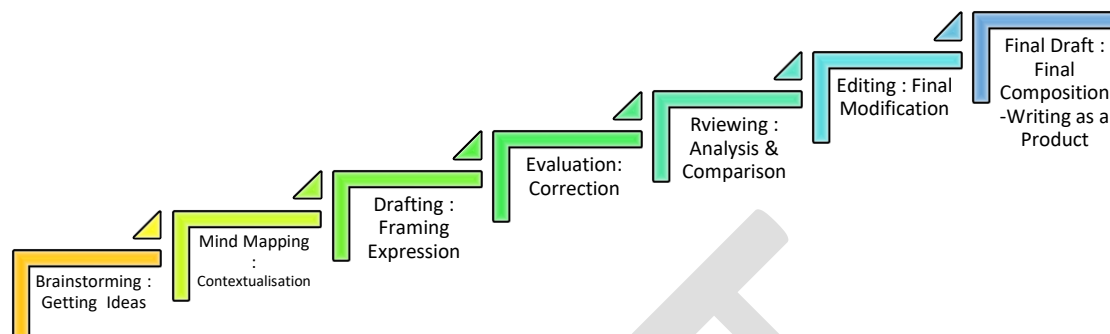 Brainstorming :
Getting Ideas
Mind Mapping
:
Contextualisation
Drafting :
Framing
Expression
Evaluation:
Correction
Rviewing :
Analysis &
Comparison
Editing : Final
Modification
Final Draft :
Final
Composition
-Writing as a
Product